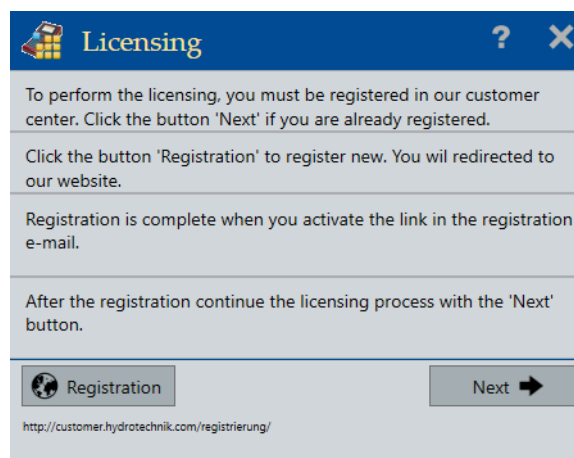 Licensing ? X
To perform the licensing, you must be registered in our customer
center. Click the button 'Next' if you are already registered.
Click the button 'Registration' to register new. You wil redirected to
our website.
Registration is complete when you activate the link in the registration
e-mail.
After the registration continue the licensing process with the 'Next'
button.
Registration
Next
http://customer.hydrotechnik.com/registrierung/